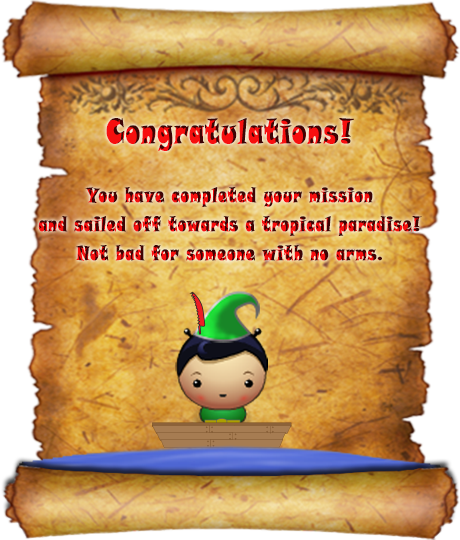 Congratulations!
You have completed your mission
and sailed off towards a tropical paradise!
Not bad for someone with no arms.